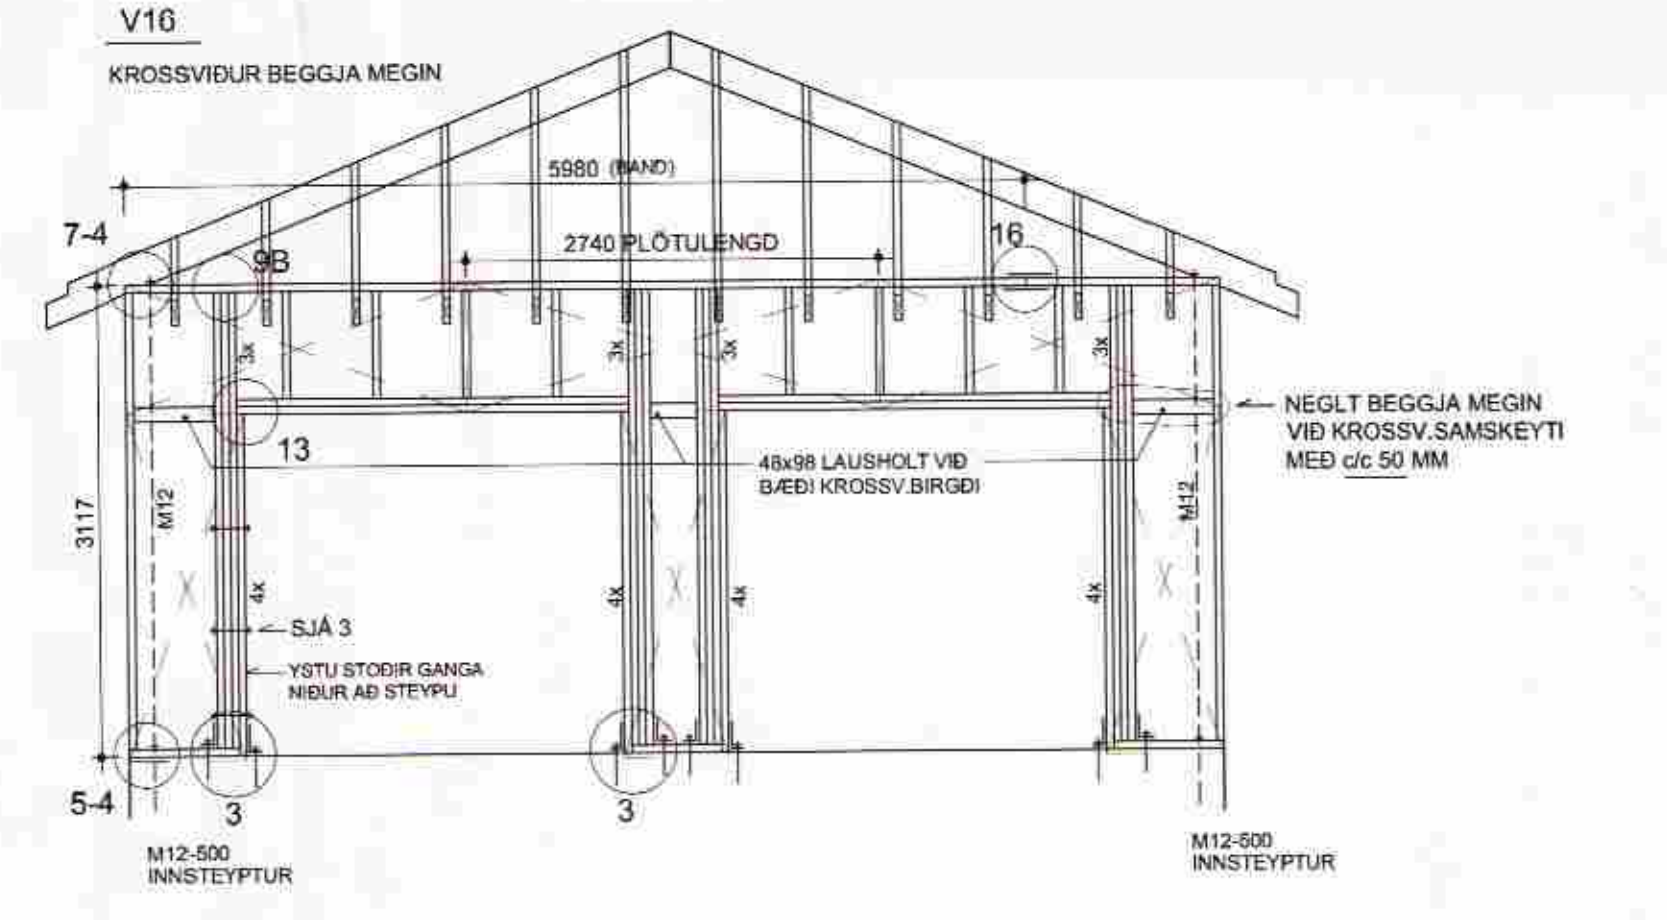 V16
KROSSVIÐUR BEGGJA MEGIN
5980 (BAND)
7-4
9B
2740 PLÖTULENGD
16
3x
3x
3x
3x
NEGLT BEGGJA MEGIN
VIÐ KROSSV.SAMSKEYTI
MEÐ c/c 50 MM
13
48x98 LAUSHOLT VIÐ
BÆÐI KROSSV.BIRGÐI
3117
M12
M12
4x
4x
4x
4x
SJÁ 3
YSTU STOÐIR GANGA
NIÐUR AÐ STEYPU
5-4
3
3
M12-500
INNSTEYPTUR
M12-500
INNSTEYPTUR